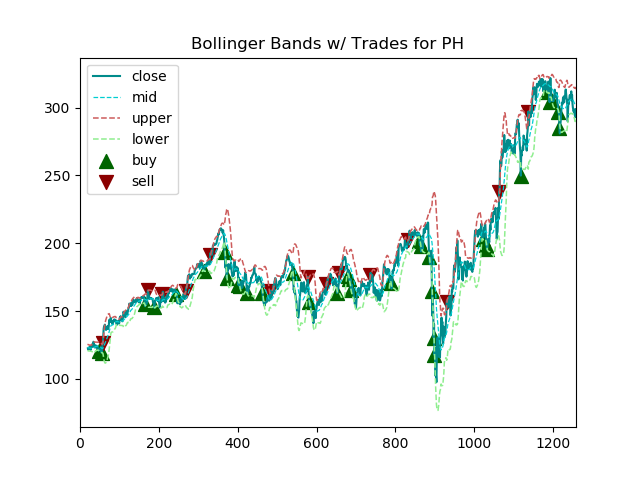 Bollinger Bands w/ Trades for PH
close
mid
upper
lower
buy
sell
300
250
200
150
100
0 200 400 600 800 1000 1200